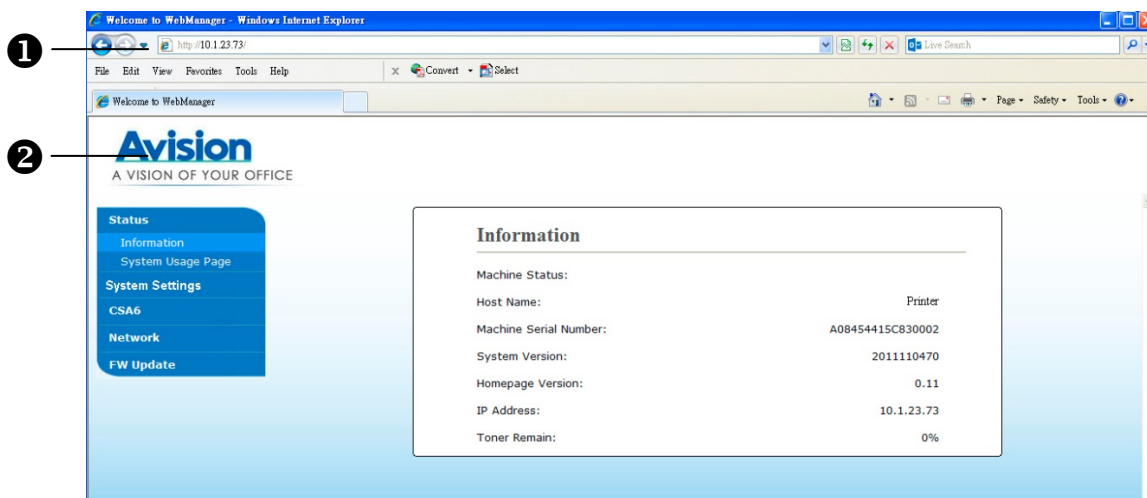 Welcome to WebManager - Windows Internet Explorer
❶ http://10.1.23.73/ Live Search
File Edit View Favorites Tools Help x Convert Select
Welcome to WebManager Page Safety Tools
❷ Avision
A VISION OF YOUR OFFICE
Status
Information
System Usage Page
System Settings
CSA6
Network
FW Update
Information
Machine Status:
Host Name: Printer
Machine Serial Number: A08454415C830002
System Version: 2011110470
Homepage Version: 0.11
IP Address: 10.1.23.73
Toner Remain: 0%